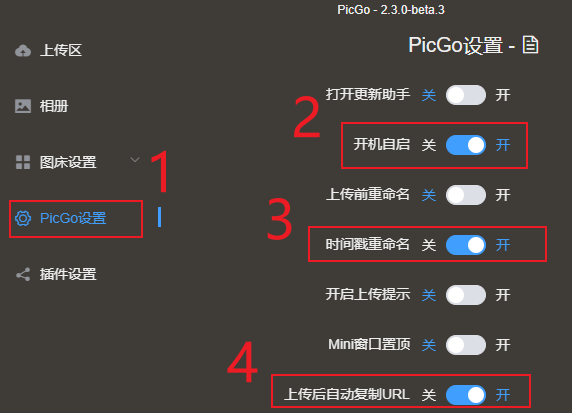 PicGo - 2.3.0-beta.3
PicGo设置 -
上传区
相册
图床设置
1
PicGo设置
插件设置
打开更新助手 关 开
2
开机自启 关 开
上传前重命名 关 开
3
时间戳重命名 关 开
开启上传提示 关 开
Mini窗口置顶 关 开
4
上传后自动复制URL 关 开